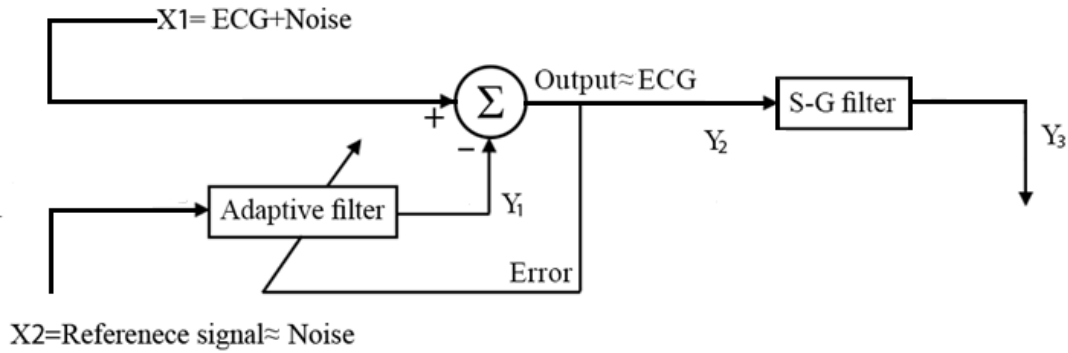 X1= ECG+Noise
Output≈ECG
Σ
+
−
S-G filter
Y₂
Y₃
Adaptive filter
Y₁
Error
X2=Referenece signal≈ Noise